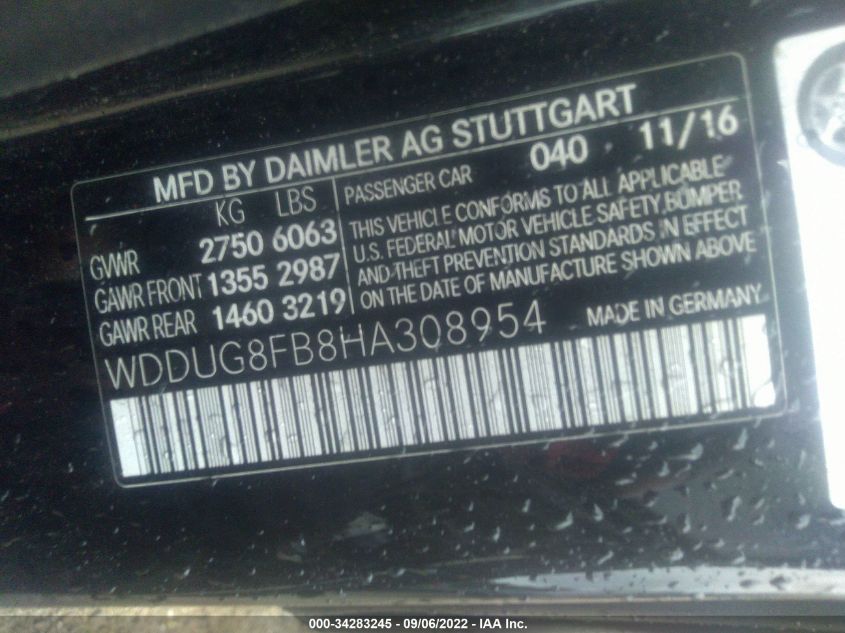 MFD BY DAIMLER AG STUTTGART
KG LBS
GVWR 2750 6063
GAWR FRONT 1355 2987
GAWR REAR 1460 3219
PASSENGER CAR 040 11/16
THIS VEHICLE CONFORMS TO ALL APPLICABLE
U.S. FEDERAL MOTOR VEHICLE SAFETY, BUMPER,
AND THEFT PREVENTION STANDARDS IN EFFECT
ON THE DATE OF MANUFACTURE SHOWN ABOVE
WDDUG8FB8HA308954 MADE IN GERMANY
000-34283245 - 09/06/2022 - IAA Inc.